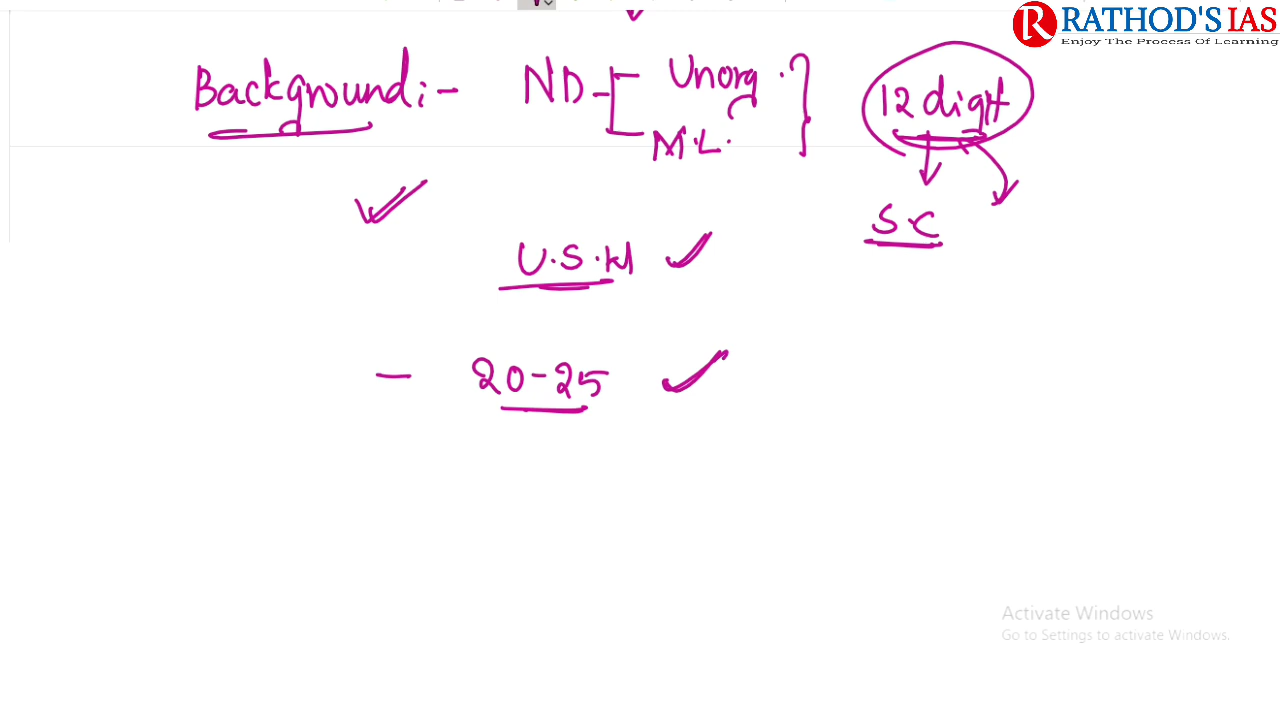 RATHOD'S IAS
Enjoy The Process Of Learning
Background:- ND- Unorg. 12 digit
M.L.
SC
U.S.W
- 20-25
Activate Windows
Go to Settings to activate Windows.